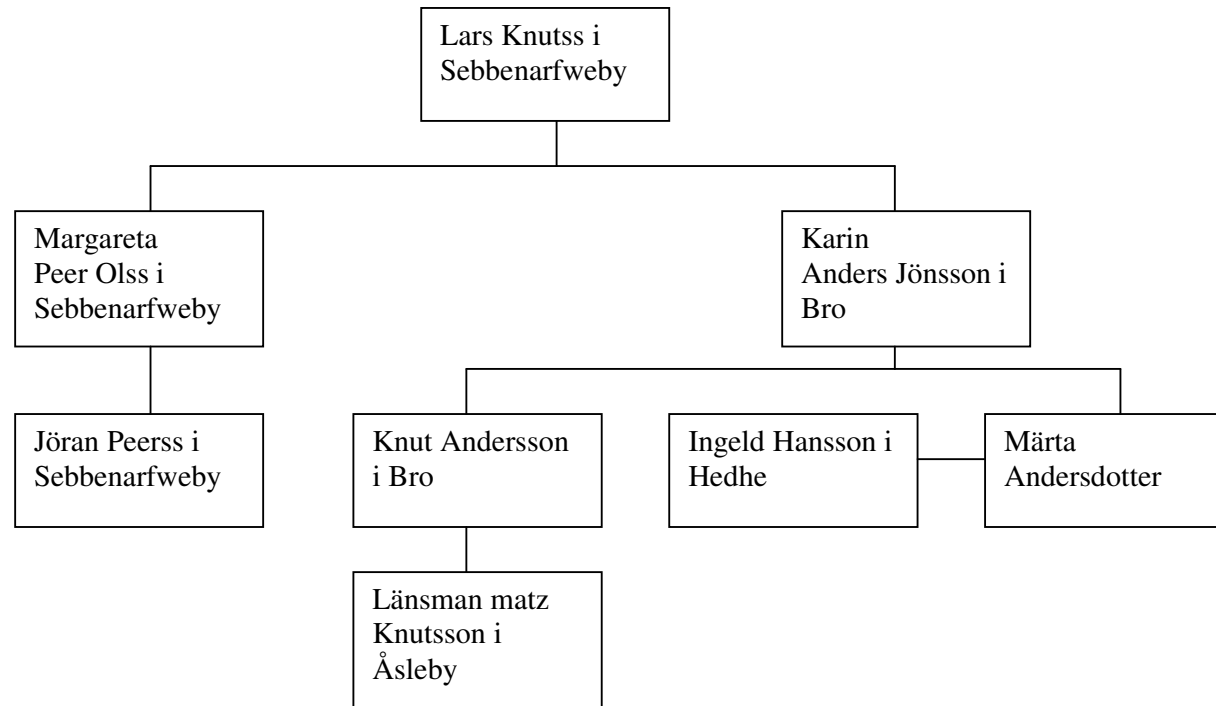 Lars Knutss i
Sebbenarfweby
Margareta
Peer Olss i
Sebbenarfweby
Karin
Anders Jönsson i
Bro
Jöran Peerss i
Sebbenarfweby
Knut Andersson
i Bro
Ingeld Hansson i
Hedhe
Märta
Andersdotter
Länsman matz
Knutsson i
Åsleby